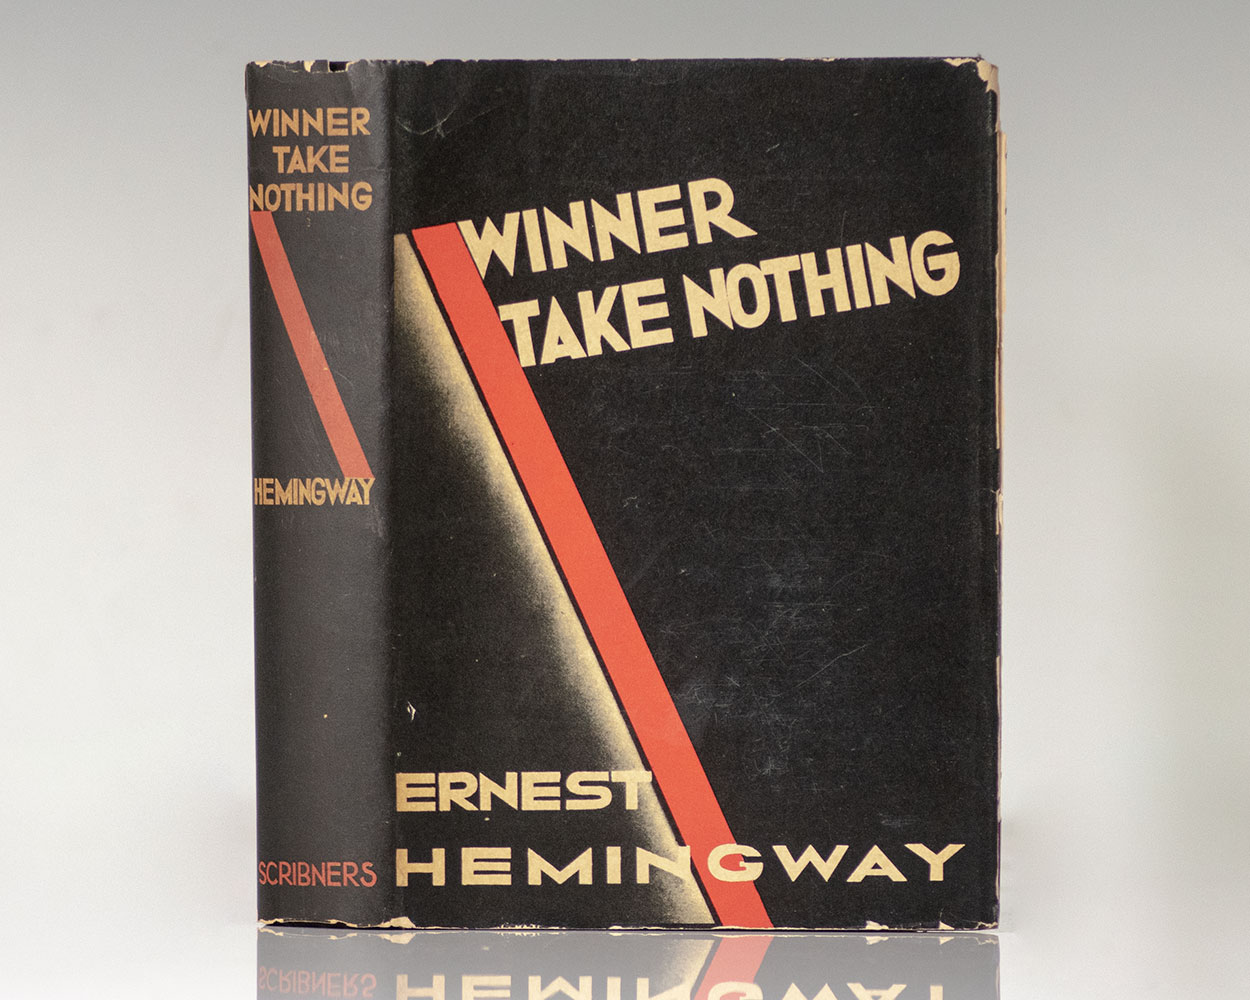 WINNER
TAKE
NOTHING
HEMINGWAY
SCRIBNERS
WINNER
TAKE NOTHING
ERNEST
HEMINGWAY